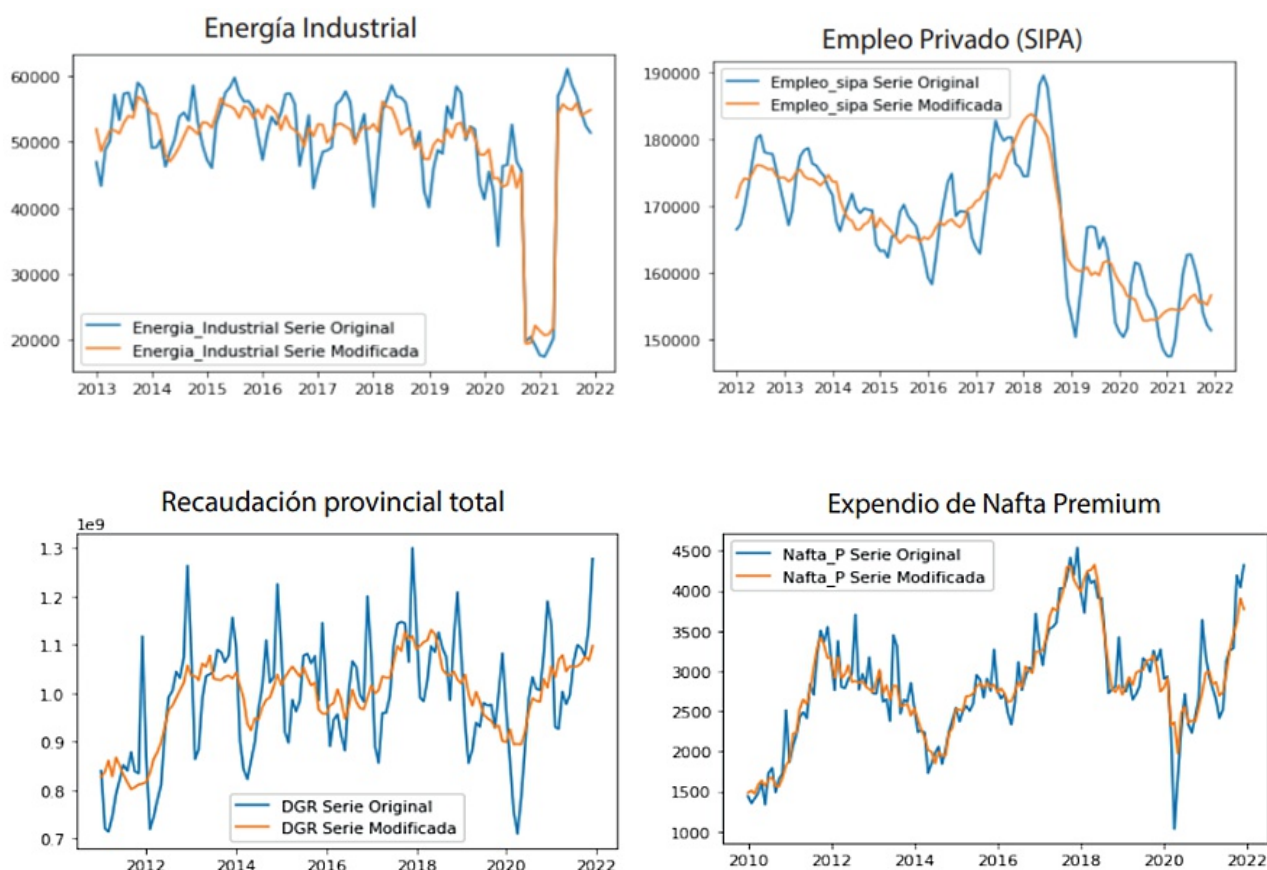 Energía Industrial
60000
50000
40000
30000
20000
Energia_Industrial Serie Original
Energia_Industrial Serie Modificada
2013 2014 2015 2016 2017 2018 2019 2020 2021 2022
Empleo Privado (SIPA)
190000
180000
170000
160000
150000
Empleo_sipa Serie Original
Empleo_sipa Serie Modificada
2012 2013 2014 2015 2016 2017 2018 2019 2020 2021 2022
Recaudación provincial total
1e9
1.3
1.2
1.1
1.0
0.9
0.8
0.7
DGR Serie Original
DGR Serie Modificada
2012 2014 2016 2018 2020 2022
Expendio de Nafta Premium
4500
4000
3500
3000
2500
2000
1500
1000
Nafta_P Serie Original
Nafta_P Serie Modificada
2010 2012 2014 2016 2018 2020 2022